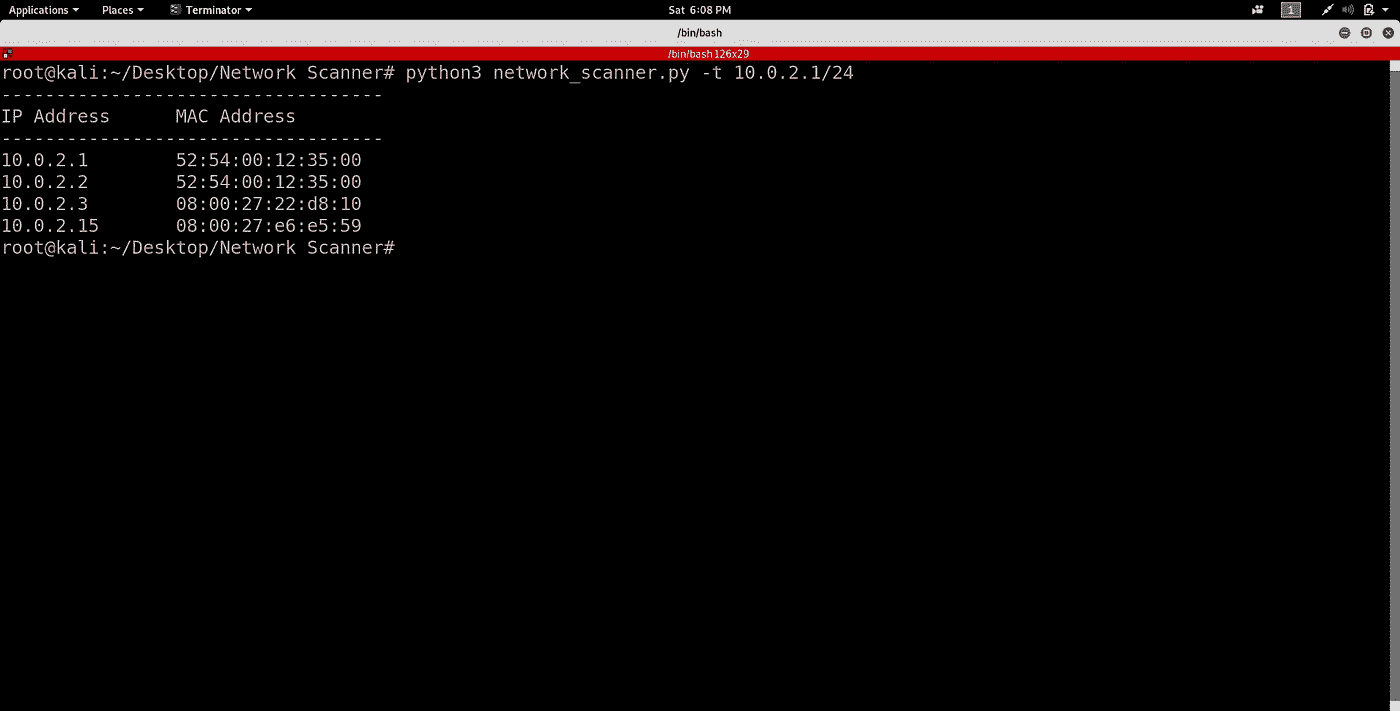 Applications Places Terminator Sat 6:08 PM 1
/bin/bash
/bin/bash 126x29
root@kali:~/Desktop/Network Scanner# python3 network_scanner.py -t 10.0.2.1/24
-----------------------------------
IP Address MAC Address
-----------------------------------
10.0.2.1 52:54:00:12:35:00
10.0.2.2 52:54:00:12:35:00
10.0.2.3 08:00:27:22:d8:10
10.0.2.15 08:00:27:e6:e5:59
root@kali:~/Desktop/Network Scanner#